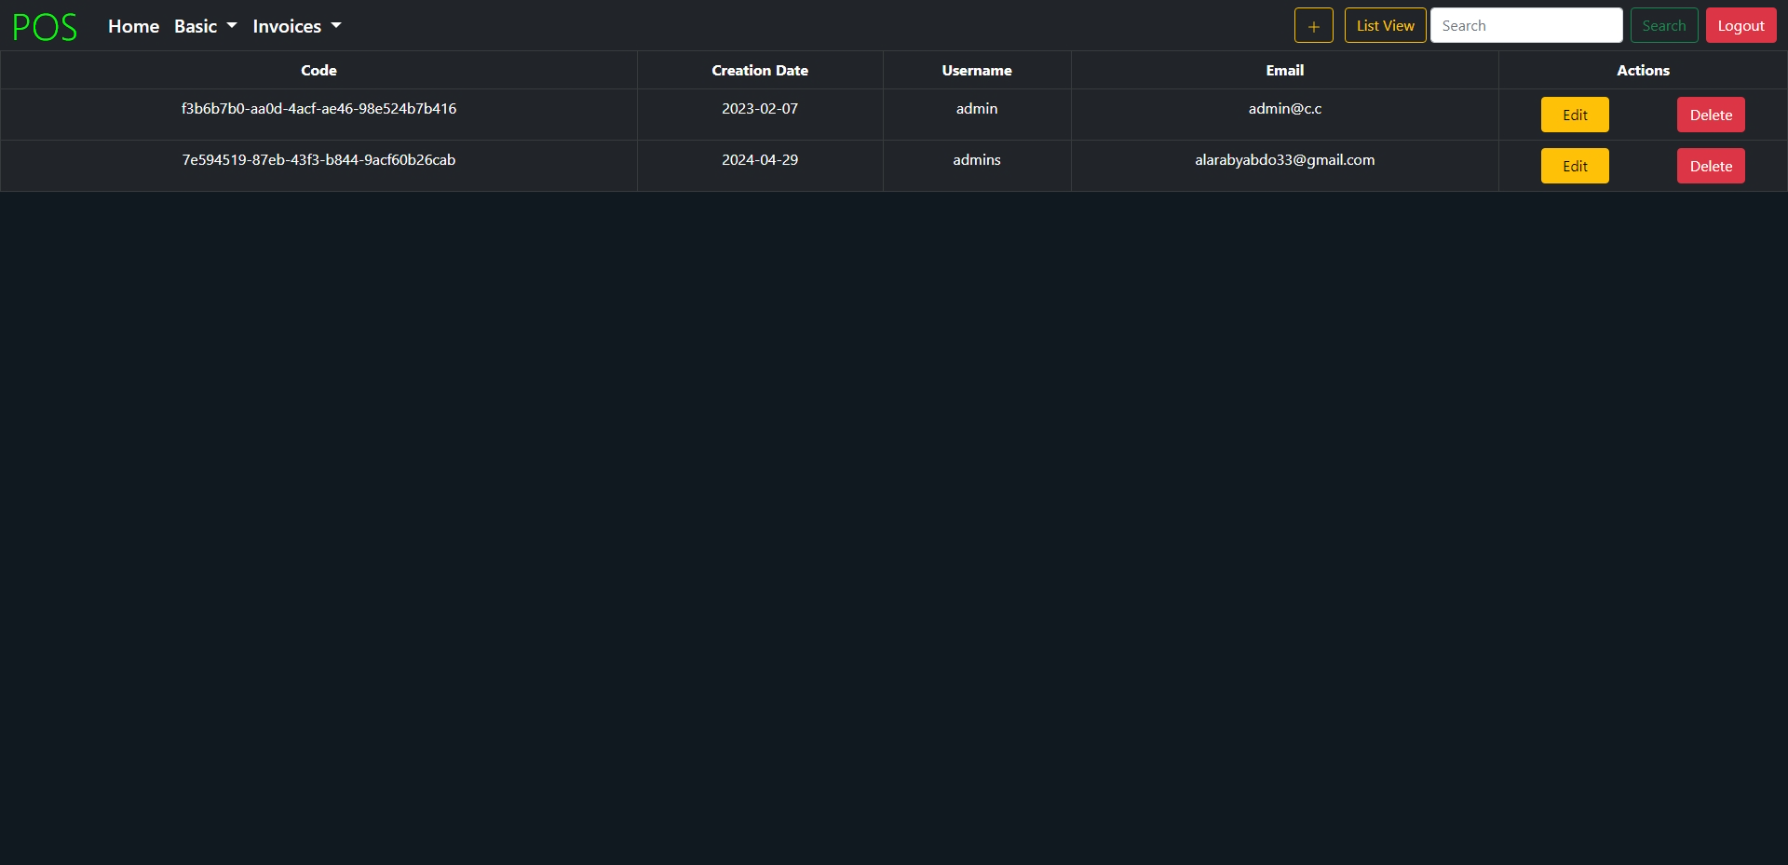 POS Home Basic Invoices + List View Search Search Logout
Code Creation Date Username Email Actions
f3b6b7b0-aa0d-4acf-ae46-98e524b7b416 2023-02-07 admin admin@c.c Edit Delete
7e594519-87eb-43f3-b844-9acf60b26cab 2024-04-29 admins alarabyabdo33@gmail.com Edit Delete